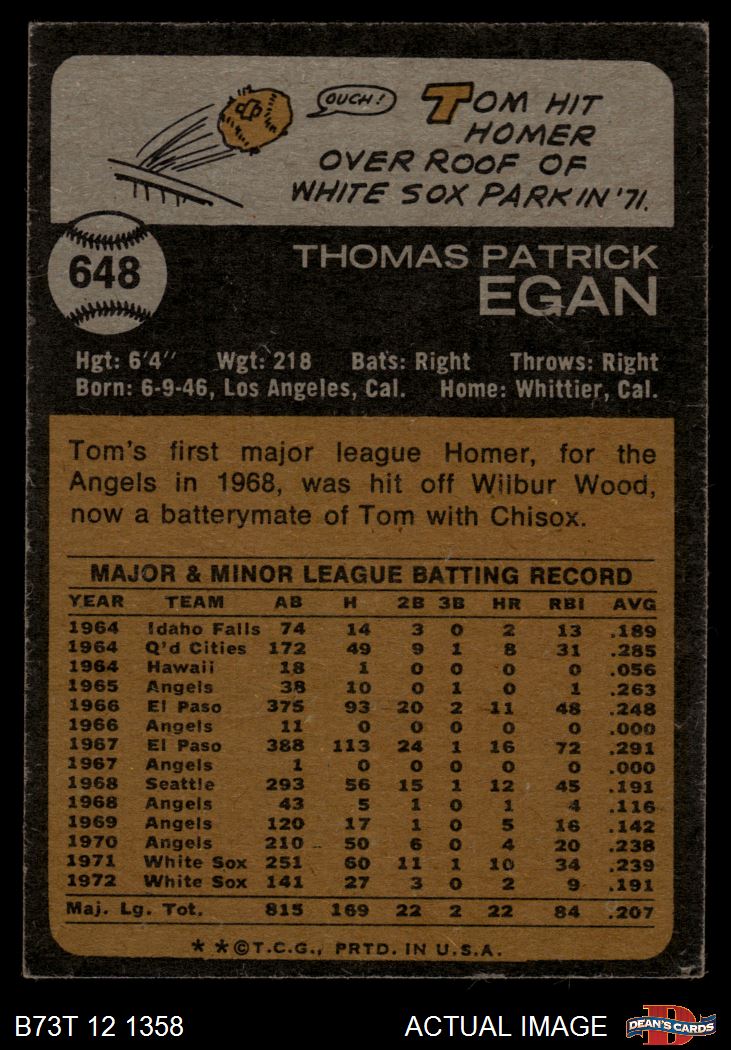 OUCH!
TOM HIT
HOMER
OVER ROOF OF
WHITE SOX PARK IN '71.
648
THOMAS PATRICK
EGAN
Hgt: 6'4" Wgt: 218 Bats: Right Throws: Right
Born: 6-9-46, Los Angeles, Cal. Home: Whittier, Cal.
Tom's first major league Homer, for the
Angels in 1968, was hit off Wilbur Wood,
now a batterymate of Tom with Chisox.
MAJOR & MINOR LEAGUE BATTING RECORD
YEAR TEAM AB H 2B 3B HR RBI AVG
1964 Idaho Falls 74 14 3 0 2 13 .189
1964 Q'd Cities 172 49 9 1 8 31 .285
1964 Hawaii 18 1 0 0 0 0 .056
1965 Angels 38 10 0 1 0 1 .263
1966 El Paso 375 93 20 2 11 48 .248
1966 Angels 11 0 0 0 0 0 .000
1967 El Paso 388 113 24 1 16 72 .291
1967 Angels 1 0 0 0 0 0 .000
1968 Seattle 293 56 15 1 12 45 .191
1968 Angels 43 5 1 0 1 4 .116
1969 Angels 120 17 1 0 5 16 .142
1970 Angels 210 50 6 0 4 20 .238
1971 White Sox 251 60 11 1 10 34 .239
1972 White Sox 141 27 3 0 2 9 .191
Maj. Lg. Tot. 815 169 22 2 22 84 .207
* *©T.C.G., PRTD. IN U.S.A.
B73T 12 1358 ACTUAL IMAGE DEAN'S CARDS